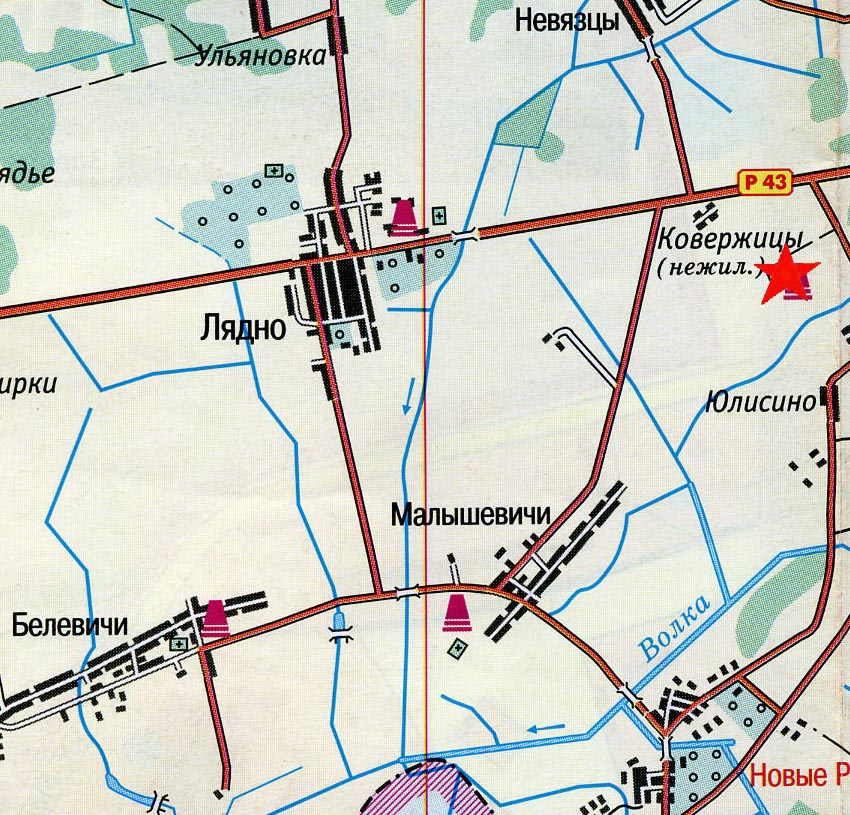 Невязцы
Ульяновка
ядье
Р 43
Ковержицы
(нежил.)
Лядно
ирки
Юлисино
Малышевичи
Белевичи
Волка
Новые Р